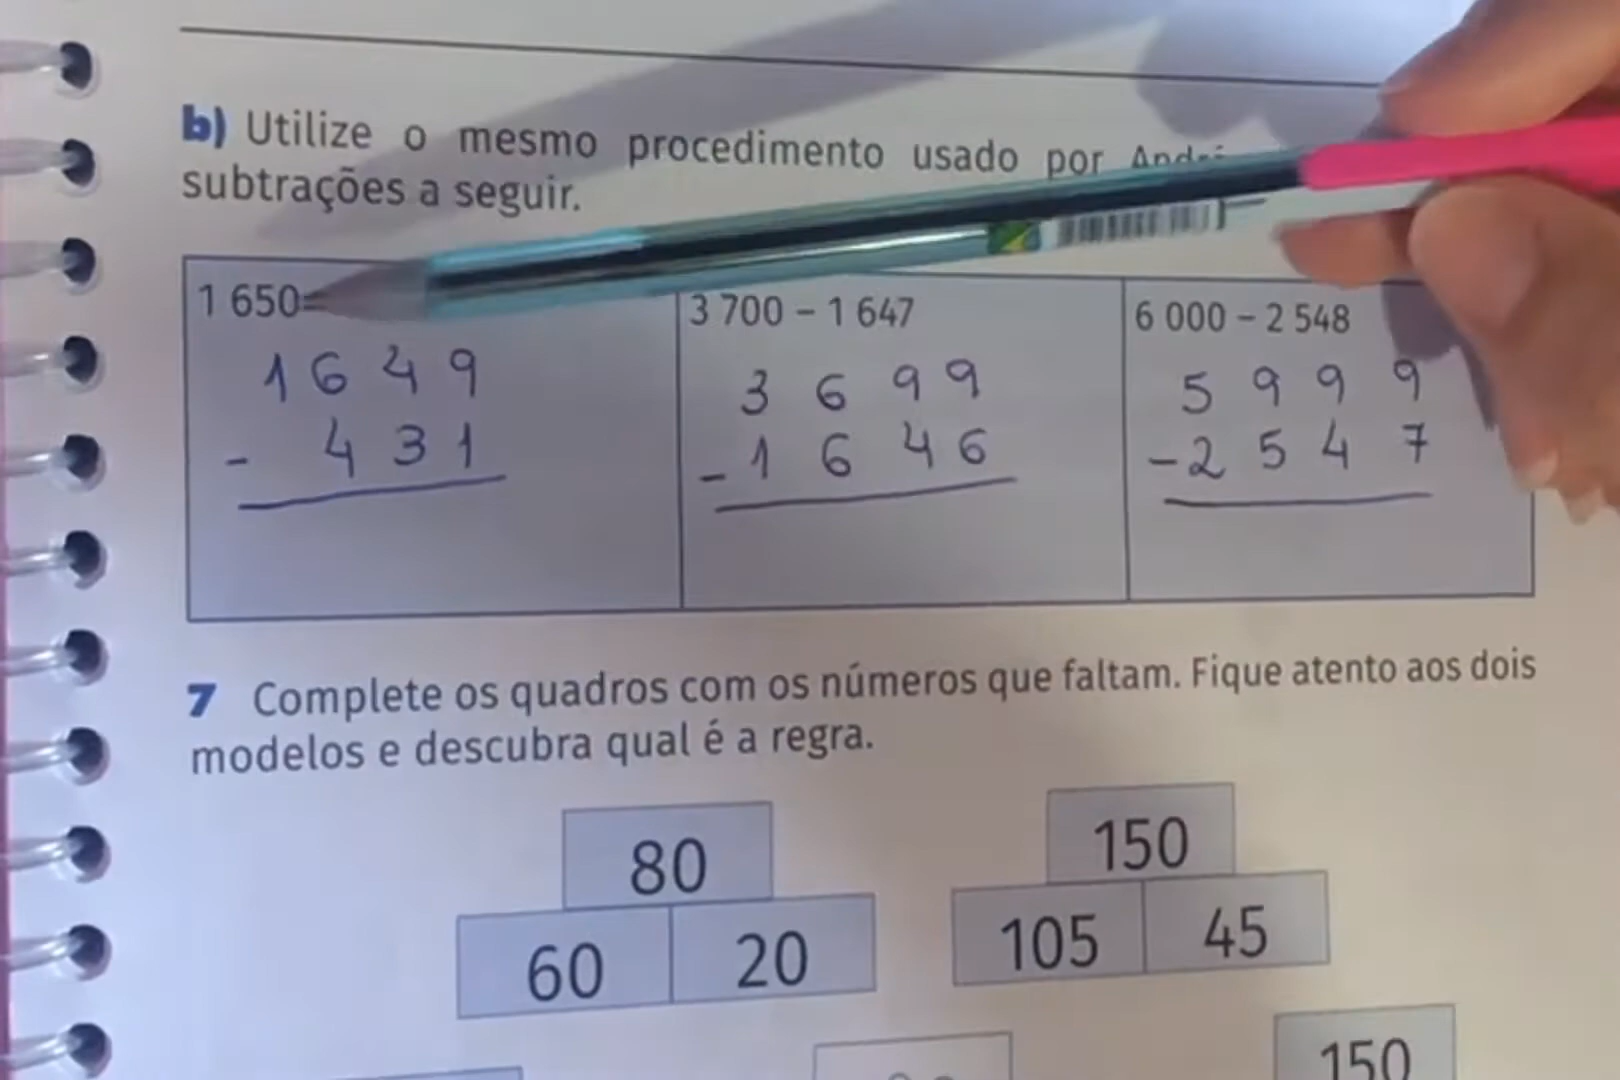 b) Utilize o mesmo procedimento usado por André
subtrações a seguir.
1 650
3 700 – 1 647
6 000 – 2 548
1 6 4 9
- 4 3 1
3 6 9 9
- 1 6 4 6
5 9 9 9
- 2 5 4 7
7 Complete os quadros com os números que faltam. Fique atento aos dois
modelos e descubra qual é a regra.
80
60 20
150
105 45
150